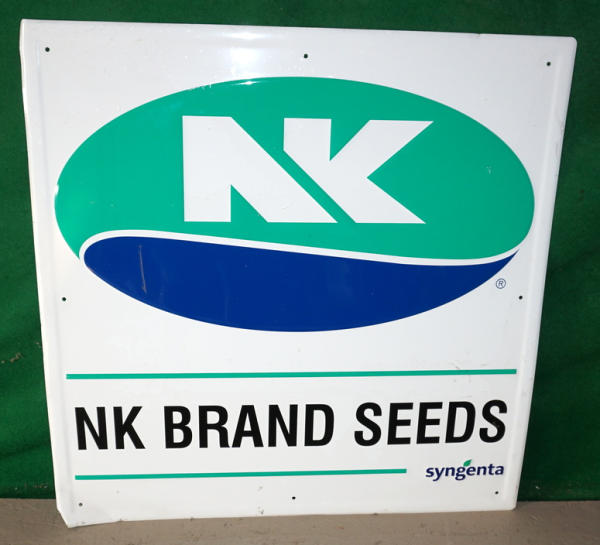 NK
®
NK BRAND SEEDS
syngenta